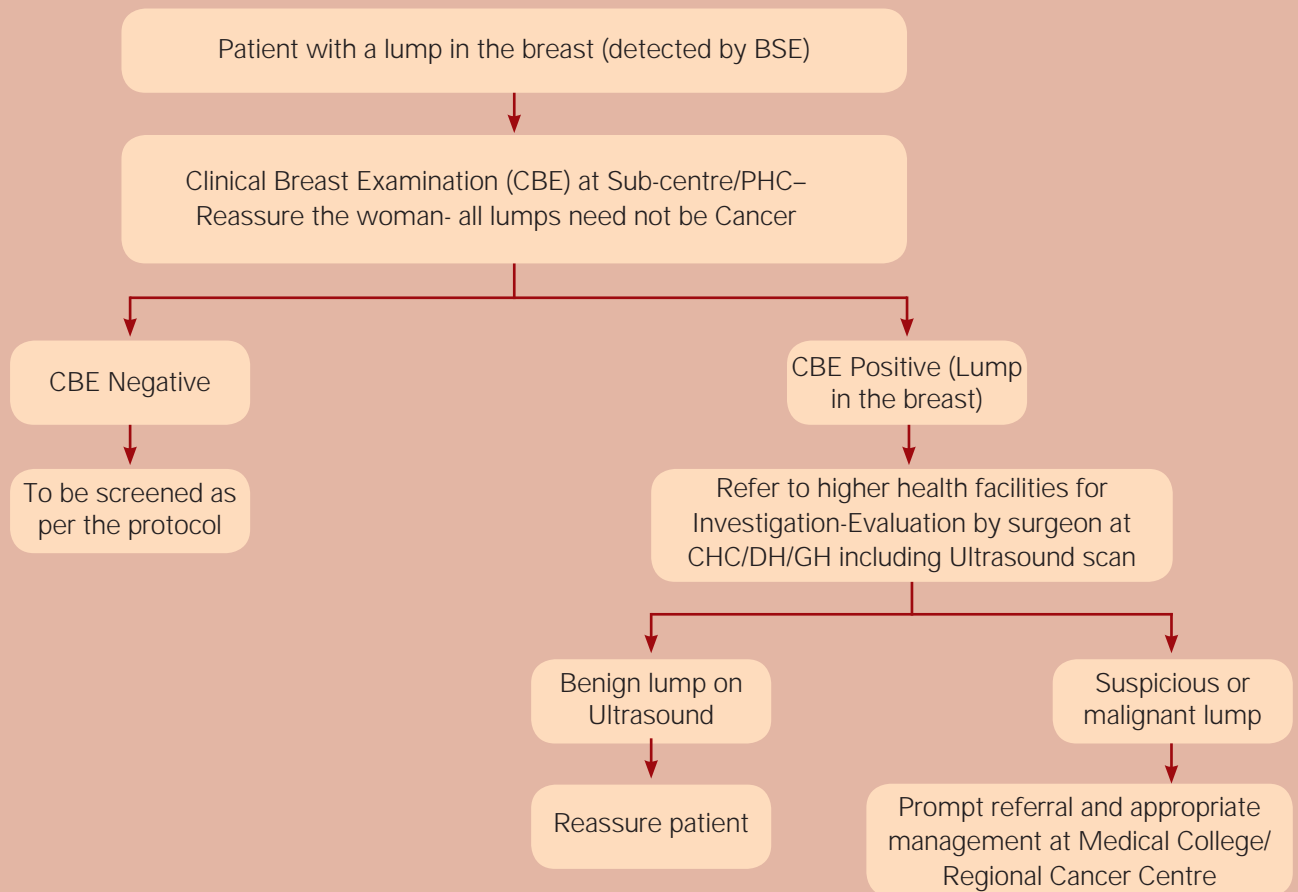 Patient with a lump in the breast (detected by BSE)
Clinical Breast Examination (CBE) at Sub-centre/PHC–
Reassure the woman- all lumps need not be Cancer
CBE Negative
CBE Positive (Lump
in the breast)
To be screened as
per the protocol
Refer to higher health facilities for
Investigation-Evaluation by surgeon at
CHC/DH/GH including Ultrasound scan
Benign lump on
Ultrasound
Suspicious or
malignant lump
Reassure patient
Prompt referral and appropriate
management at Medical College/
Regional Cancer Centre